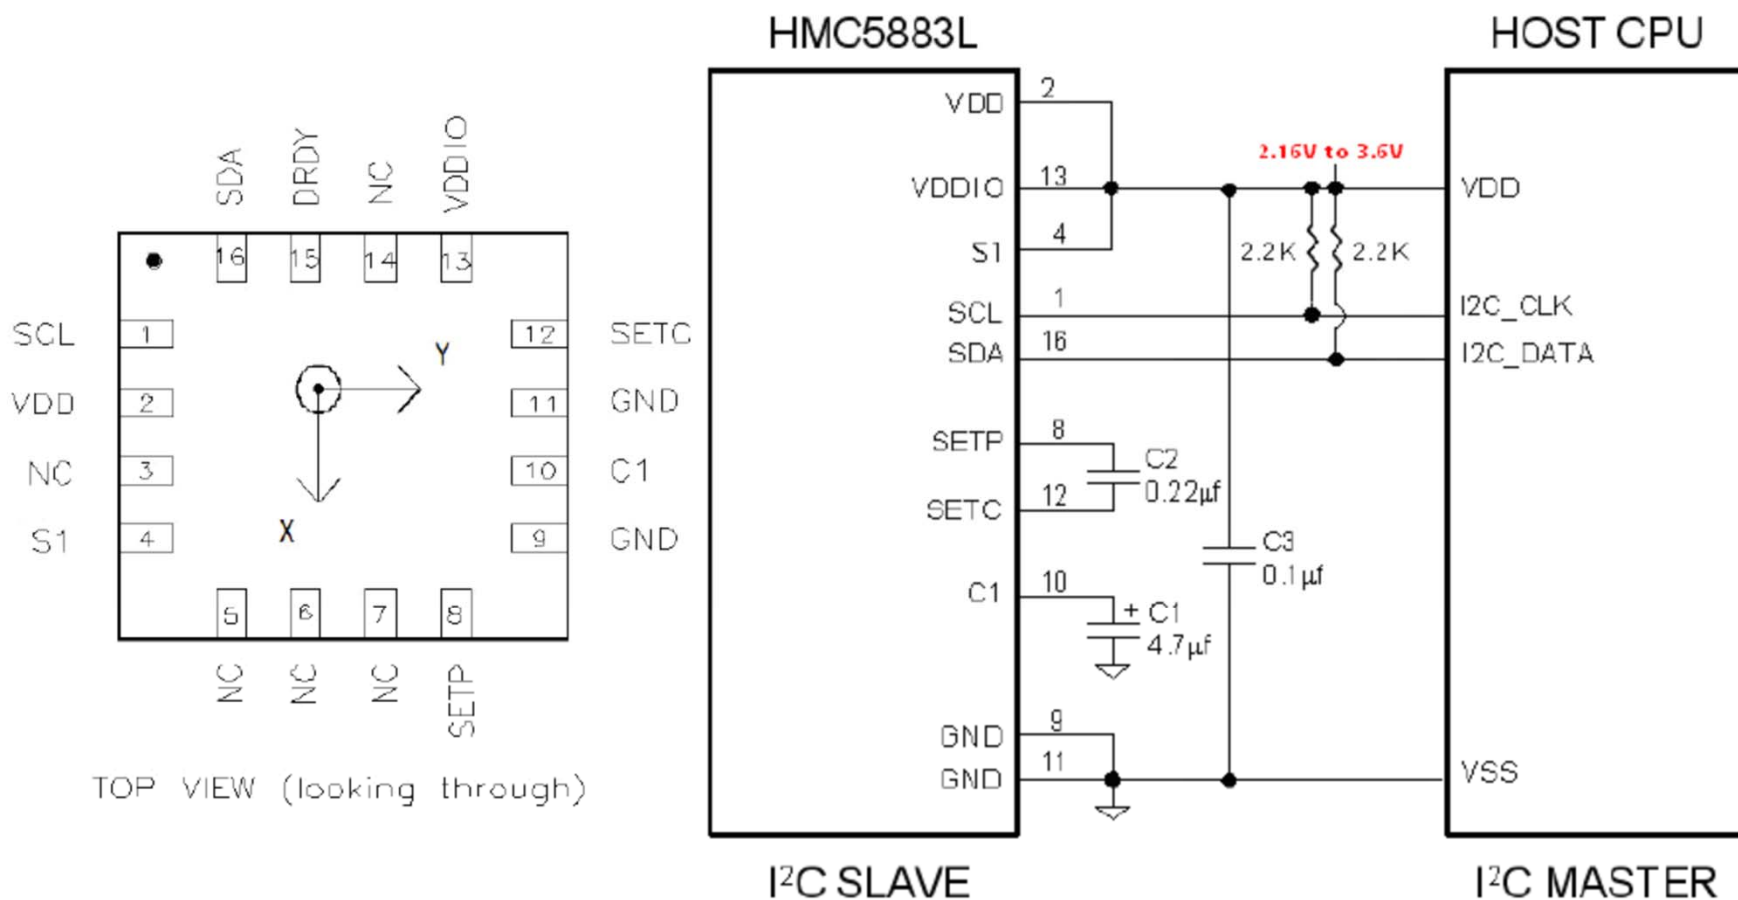 HMC5883L
HOST CPU
SDA
DRDY
NC
VDDIO
16
15
14
13
SCL
1
12
SETC
Y
VDD
2
11
GND
NC
3
10
C1
S1
4
9
GND
X
5
6
7
8
NC
NC
NC
SETP
TOP VIEW (looking through)
VDD
2
2.16V to 3.6V
VDDIO
13
VDD
S1
4
2.2K
2.2K
SCL
1
I2C_CLK
SDA
16
I2C_DATA
SETP
8
C2
0.22µf
SETC
12
C3
0.1µf
C1
10
+ C1
4.7µf
GND
9
GND
11
VSS
I²C SLAVE
I²C MASTER